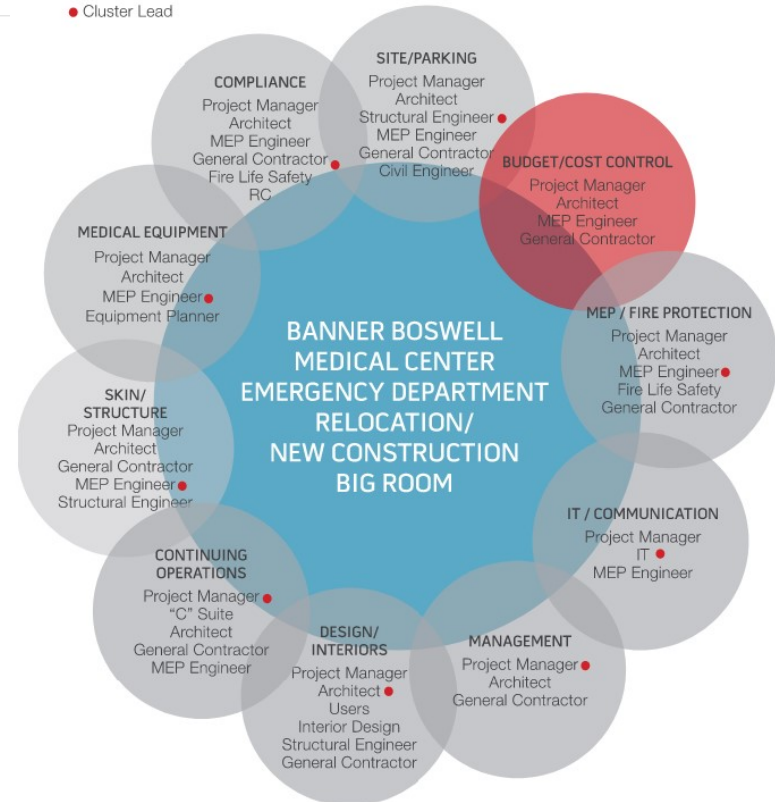 Cluster Lead
SITE/PARKING
Project Manager
Architect
Structural Engineer
MEP Engineer
General Contractor
Civil Engineer
COMPLIANCE
Project Manager
Architect
MEP Engineer
General Contractor
Fire Life Safety
RC
BUDGET/COST CONTROL
Project Manager
Architect
MEP Engineer
General Contractor
MEDICAL EQUIPMENT
Project Manager
Architect
MEP Engineer
Equipment Planner
MEP / FIRE PROTECTION
Project Manager
Architect
MEP Engineer
Fire Life Safety
General Contractor
BANNER BOSWELL
MEDICAL CENTER
EMERGENCY DEPARTMENT
RELOCATION/
NEW CONSTRUCTION
BIG ROOM
SKIN/
STRUCTURE
Project Manager
Architect
General Contractor
MEP Engineer
Structural Engineer
IT / COMMUNICATION
Project Manager
IT
MEP Engineer
CONTINUING
OPERATIONS
Project Manager
“C” Suite
Architect
General Contractor
MEP Engineer
DESIGN/
INTERIORS
Project Manager
Architect
Users
Interior Design
Structural Engineer
General Contractor
MANAGEMENT
Project Manager
Architect
General Contractor